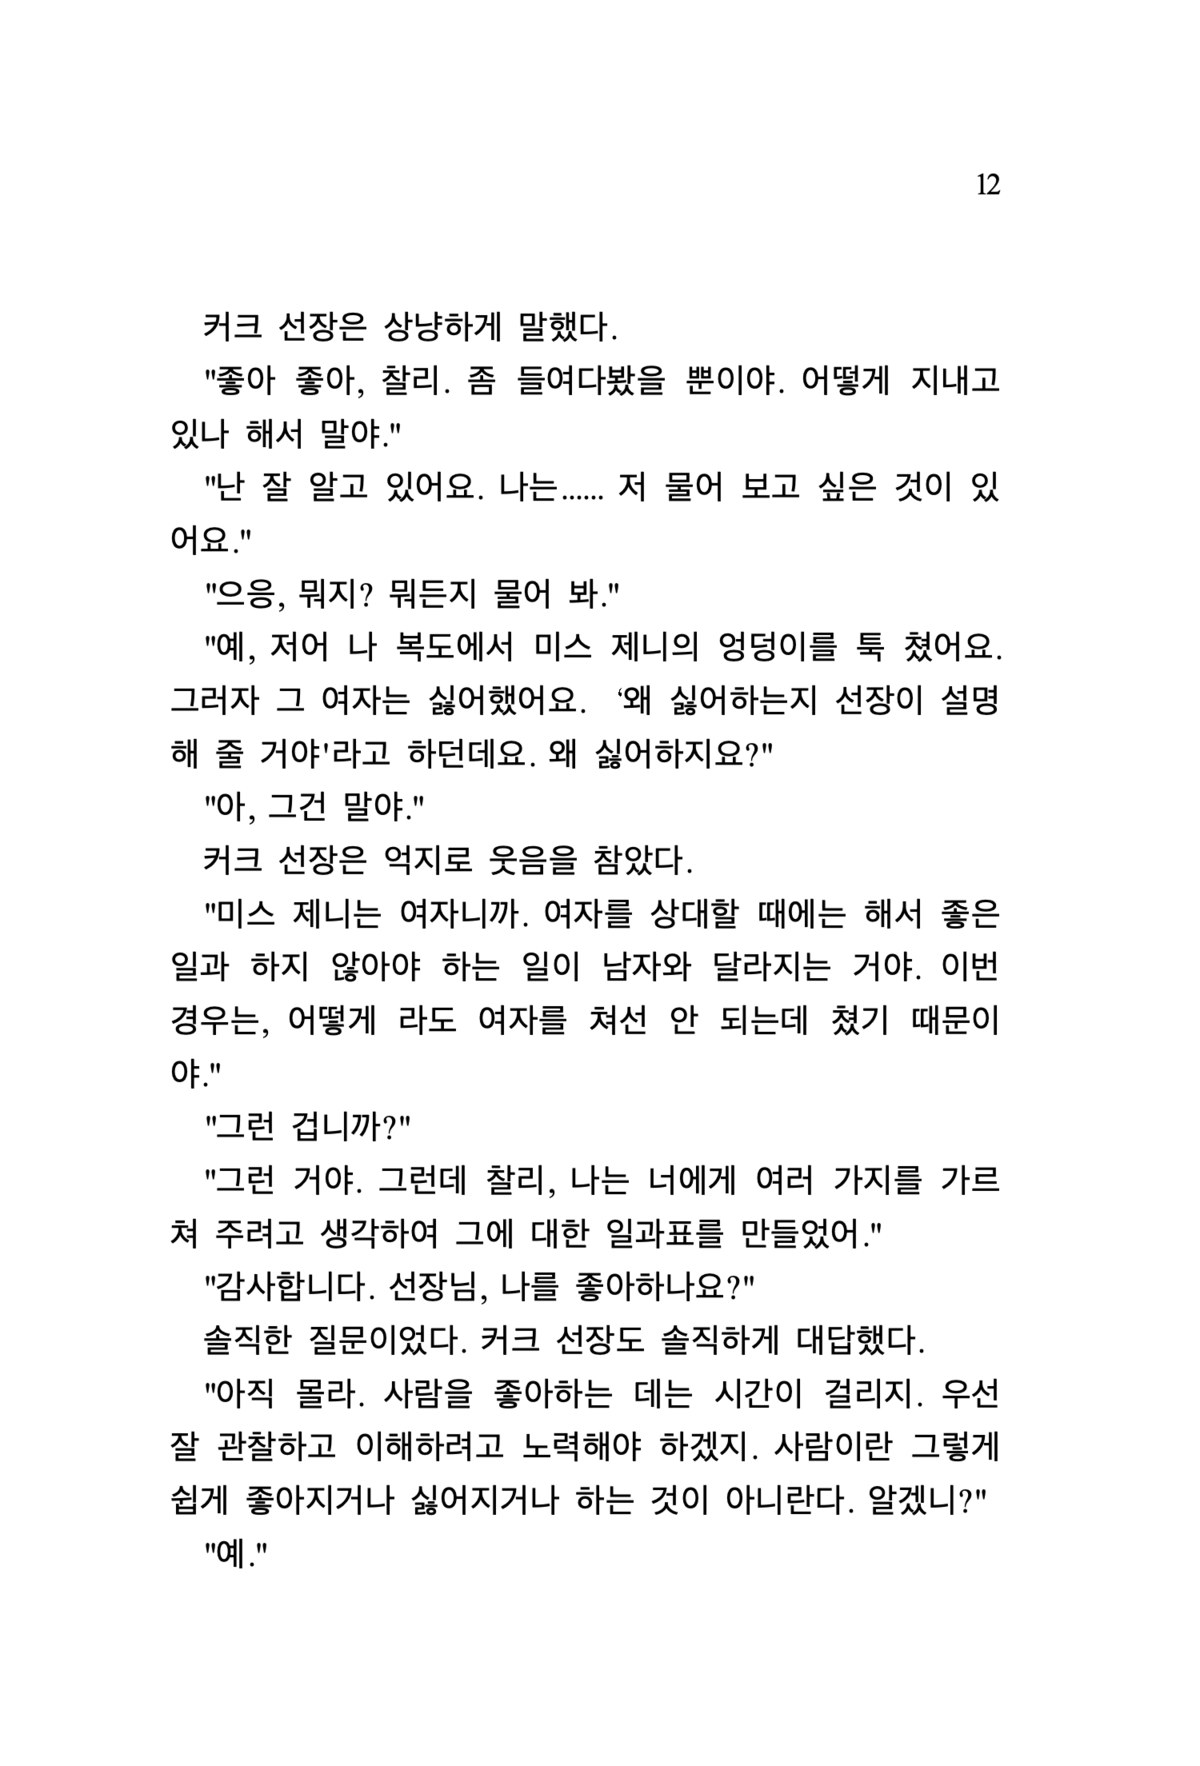 12
커크 선장은 상냥하게 말했다.
"좋아 좋아, 찰리. 좀 들여다봤을 뿐이야. 어떻게 지내고
있나 해서 말야."
"난 잘 알고 있어요. 나는...... 저 물어 보고 싶은 것이 있
어요."
"으응, 뭐지? 뭐든지 물어 봐."
"예, 저어 나 복도에서 미스 제니의 엉덩이를 툭 쳤어요.
그러자 그 여자는 싫어했어요. ‘왜 싫어하는지 선장이 설명
해 줄 거야'라고 하던데요. 왜 싫어하지요?"
"아, 그건 말야."
커크 선장은 억지로 웃음을 참았다.
"미스 제니는 여자니까. 여자를 상대할 때에는 해서 좋은
일과 하지 않아야 하는 일이 남자와 달라지는 거야. 이번
경우는, 어떻게 라도 여자를 쳐선 안 되는데 쳤기 때문이
야."
"그런 겁니까?"
"그런 거야. 그런데 찰리, 나는 너에게 여러 가지를 가르
쳐 주려고 생각하여 그에 대한 일과표를 만들었어."
"감사합니다. 선장님, 나를 좋아하나요?"
솔직한 질문이었다. 커크 선장도 솔직하게 대답했다.
"아직 몰라. 사람을 좋아하는 데는 시간이 걸리지. 우선
잘 관찰하고 이해하려고 노력해야 하겠지. 사람이란 그렇게
쉽게 좋아지거나 싫어지거나 하는 것이 아니란다. 알겠니?"
"예."